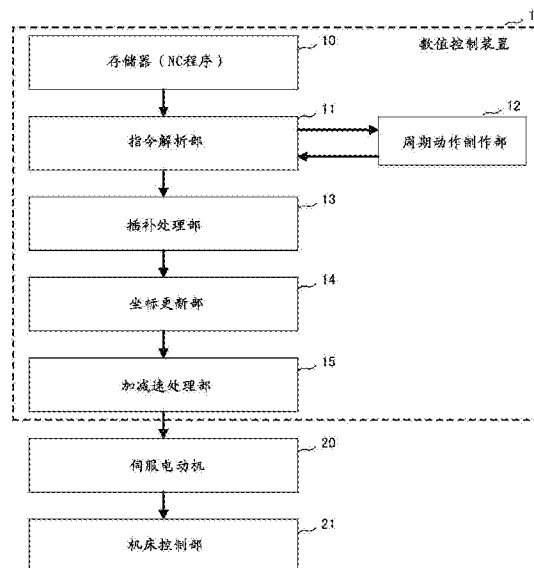 1
数值控制装置
10
存储器（NC程序）
11
指令解析部
12
周期动作制作部
13
插补处理部
14
坐标更新部
15
加减速处理部
20
伺服电动机
21
机床控制部